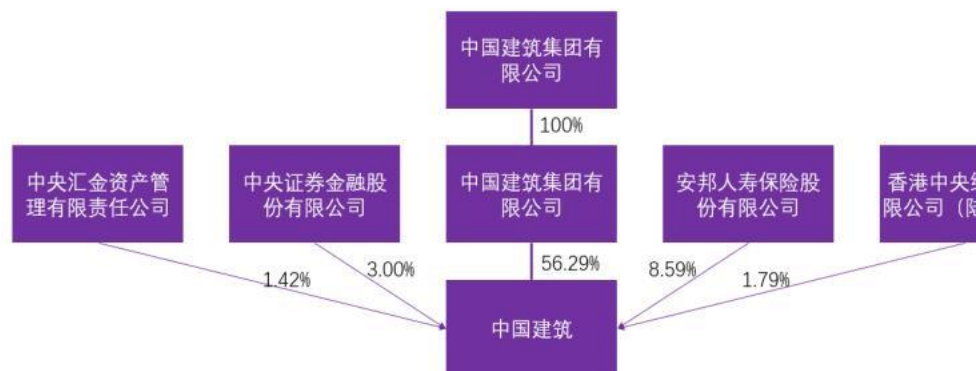 中国建筑集团有
限公司
100%
中央汇金资产管
理有限责任公司
中央证券金融股
份有限公司
中国建筑集团有
限公司
安邦人寿保险股
份有限公司
香港中央
限公司（陆
1.42%
3.00%
56.29%
8.59%
1.79%
中国建筑